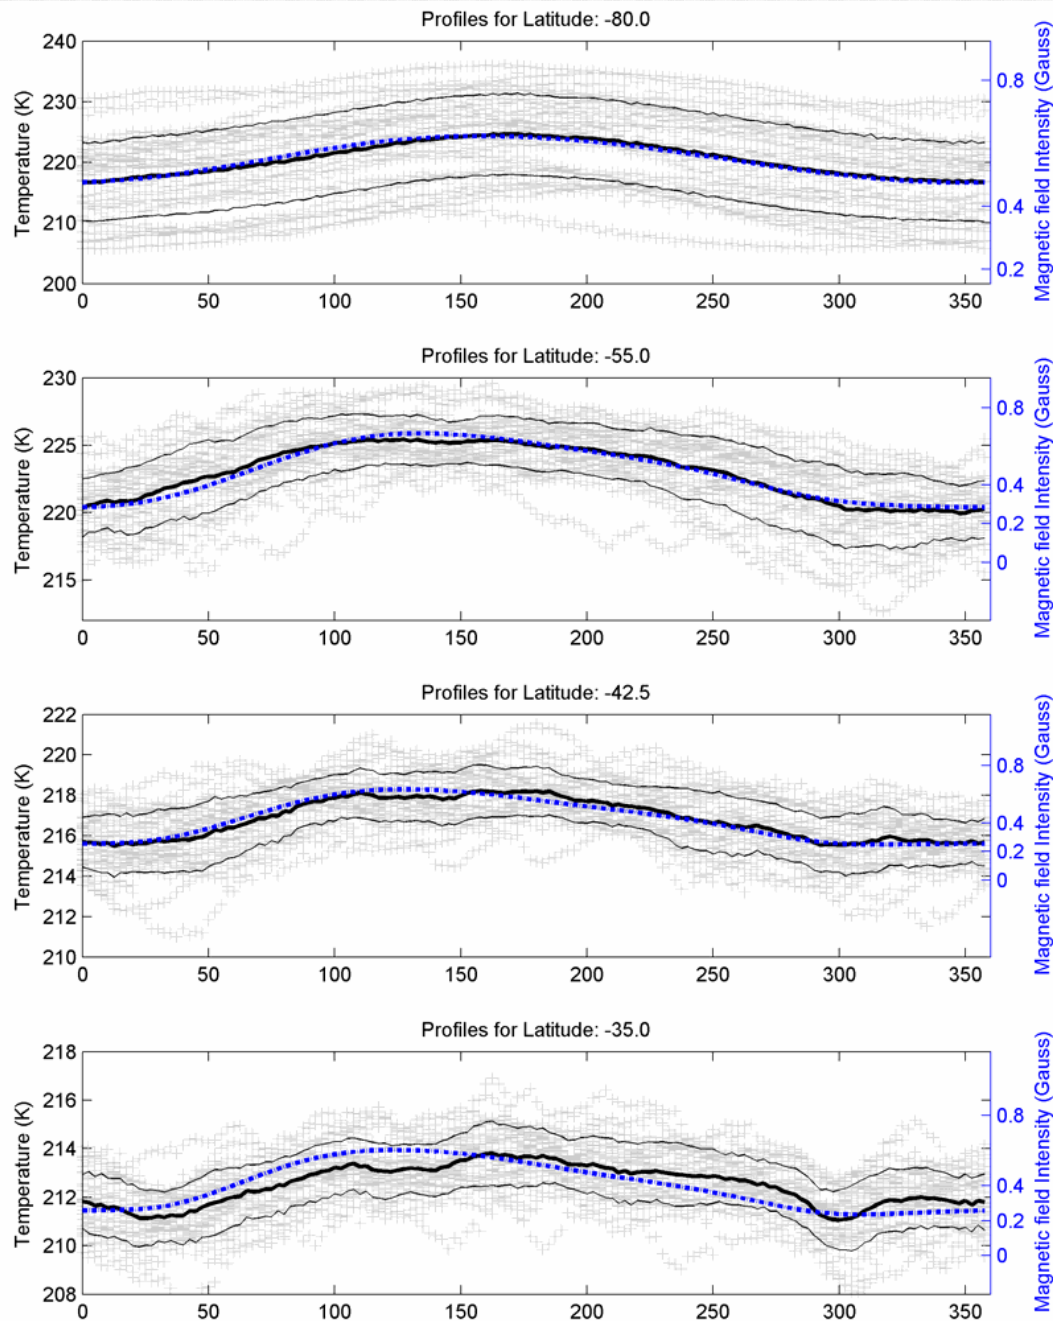 Profiles for Latitude: -80.0
240
230
220
210
200
Temperature (K)
0.8
0.4
0.2
Magnetic field Intensity (Gauss)
0 50 100 150 200 250 300 350
Profiles for Latitude: -55.0
230
225
220
215
Temperature (K)
0.8
0.4
0.2
0
Magnetic field Intensity (Gauss)
0 50 100 150 200 250 300 350
Profiles for Latitude: -42.5
222
220
218
216
214
212
210
Temperature (K)
0.8
0.4
0.2
0
Magnetic field Intensity (Gauss)
0 50 100 150 200 250 300 350
Profiles for Latitude: -35.0
218
216
214
212
210
208
Temperature (K)
0.8
0.4
0.2
0
Magnetic field Intensity (Gauss)
0 50 100 150 200 250 300 350